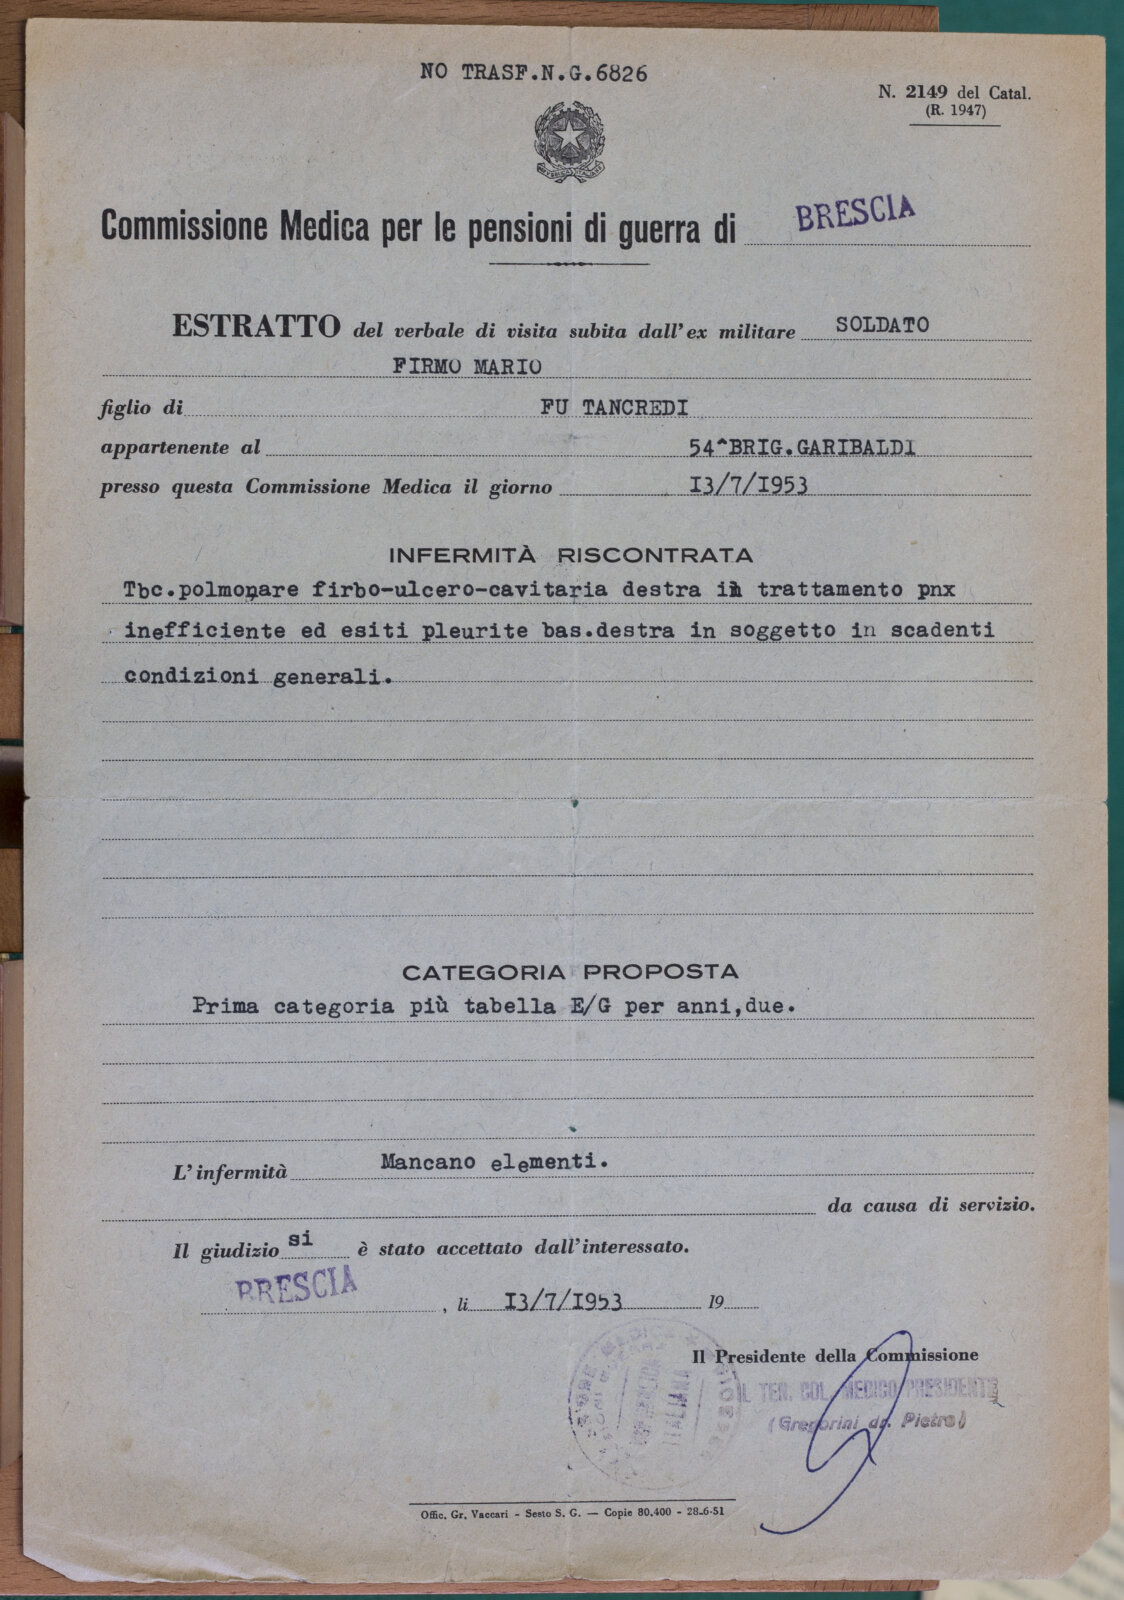 NO TRASF.N.G.6826
N. 2149 del Catal.
(R. 1947)
Commissione Medica per le pensioni di guerra di BRESCIA
ESTRATTO del verbale di visita subita dall'ex militare SOLDATO
FIRMO MARIO
figlio di FU TANCREDI
appartenente al 54^BRIG.GARIBALDI
presso questa Commissione Medica il giorno I3/7/I953
INFERMITÀ RISCONTRATA
Tbc.polmonare firbo-ulcero-cavitaria destra in trattamento pnx
inefficiente ed esiti pleurite bas.destra in soggetto in scadenti
condizioni generali.
CATEGORIA PROPOSTA
Prima categoria più tabella E/G per anni,due.
L'infermità Mancano elementi.
da causa di servizio.
Il giudizio si è stato accettato dall'interessato.
BRESCIA, li I3/7/I953 19
Il Presidente della Commissione
IL TEN. COL. MEDICO PRESIDENTE
(Gregorini dr. Pietro)
ITALIANA
Offic. Gr. Vaccari - Sesto S. G. — Copie 80.400 - 28-6-51